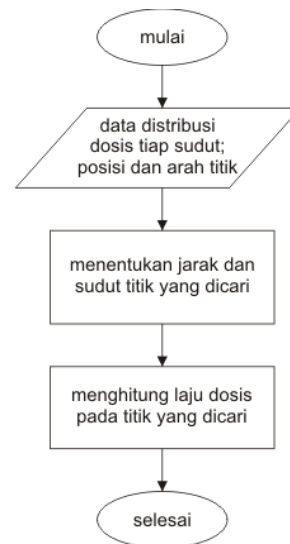 mulai
data distribusi
dosis tiap sudut;
posisi dan arah titik
menentukan jarak dan
sudut titik yang dicari
menghitung laju dosis
pada titik yang dicari
selesai